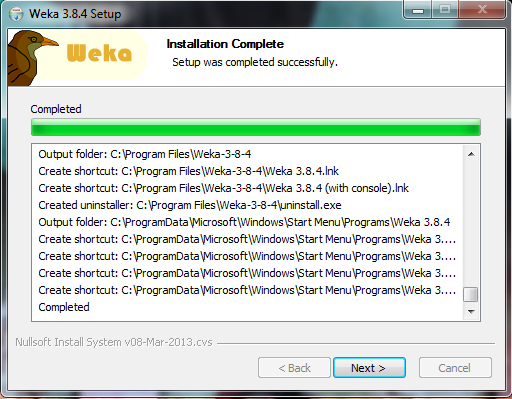 Weka 3.8.4 Setup
Weka
Installation Complete
Setup was completed successfully.
Completed
Output folder: C:\Program Files\Weka-3-8-4
Create shortcut: C:\Program Files\Weka-3-8-4\Weka 3.8.4.lnk
Create shortcut: C:\Program Files\Weka-3-8-4\Weka 3.8.4 (with console).lnk
Created uninstaller: C:\Program Files\Weka-3-8-4\uninstall.exe
Output folder: C:\ProgramData\Microsoft\Windows\Start Menu\Programs\Weka 3.8.4
Create shortcut: C:\ProgramData\Microsoft\Windows\Start Menu\Programs\Weka 3....
Create shortcut: C:\ProgramData\Microsoft\Windows\Start Menu\Programs\Weka 3....
Create shortcut: C:\ProgramData\Microsoft\Windows\Start Menu\Programs\Weka 3....
Create shortcut: C:\ProgramData\Microsoft\Windows\Start Menu\Programs\Weka 3....
Completed
Nullsoft Install System v08-Mar-2013.cvs
< Back
Next >
Cancel